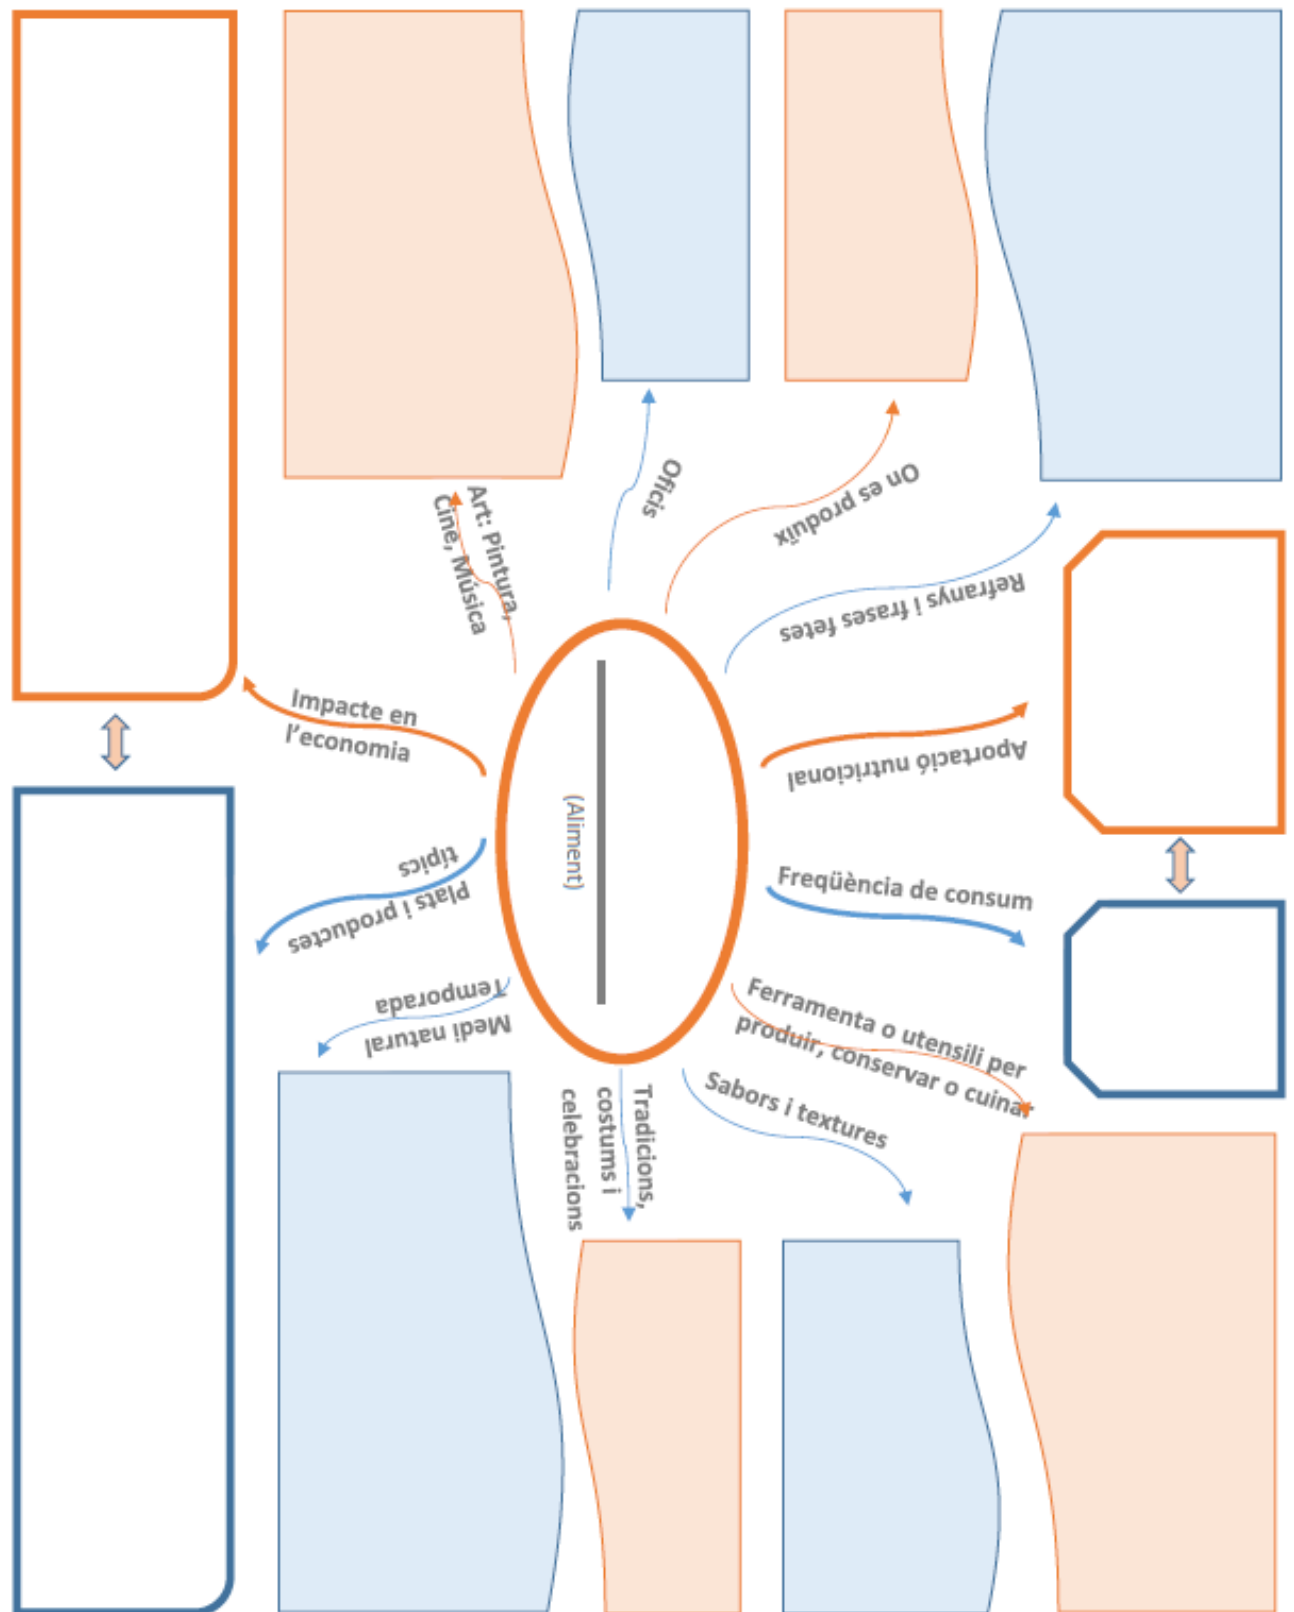 Art: Pintura,
Cine, Música
Oficis
On es produïx
Refranys i frases fetes
Impacte en
l'economia
Aportació nutricional
(Aliment)
Plats i productes
típics
Freqüència de consum
Medi natural
Temporada
Ferramenta o utensili per
produir, conservar o cuinar
Sabors i textures
Tradicions,
costums i
celebracions